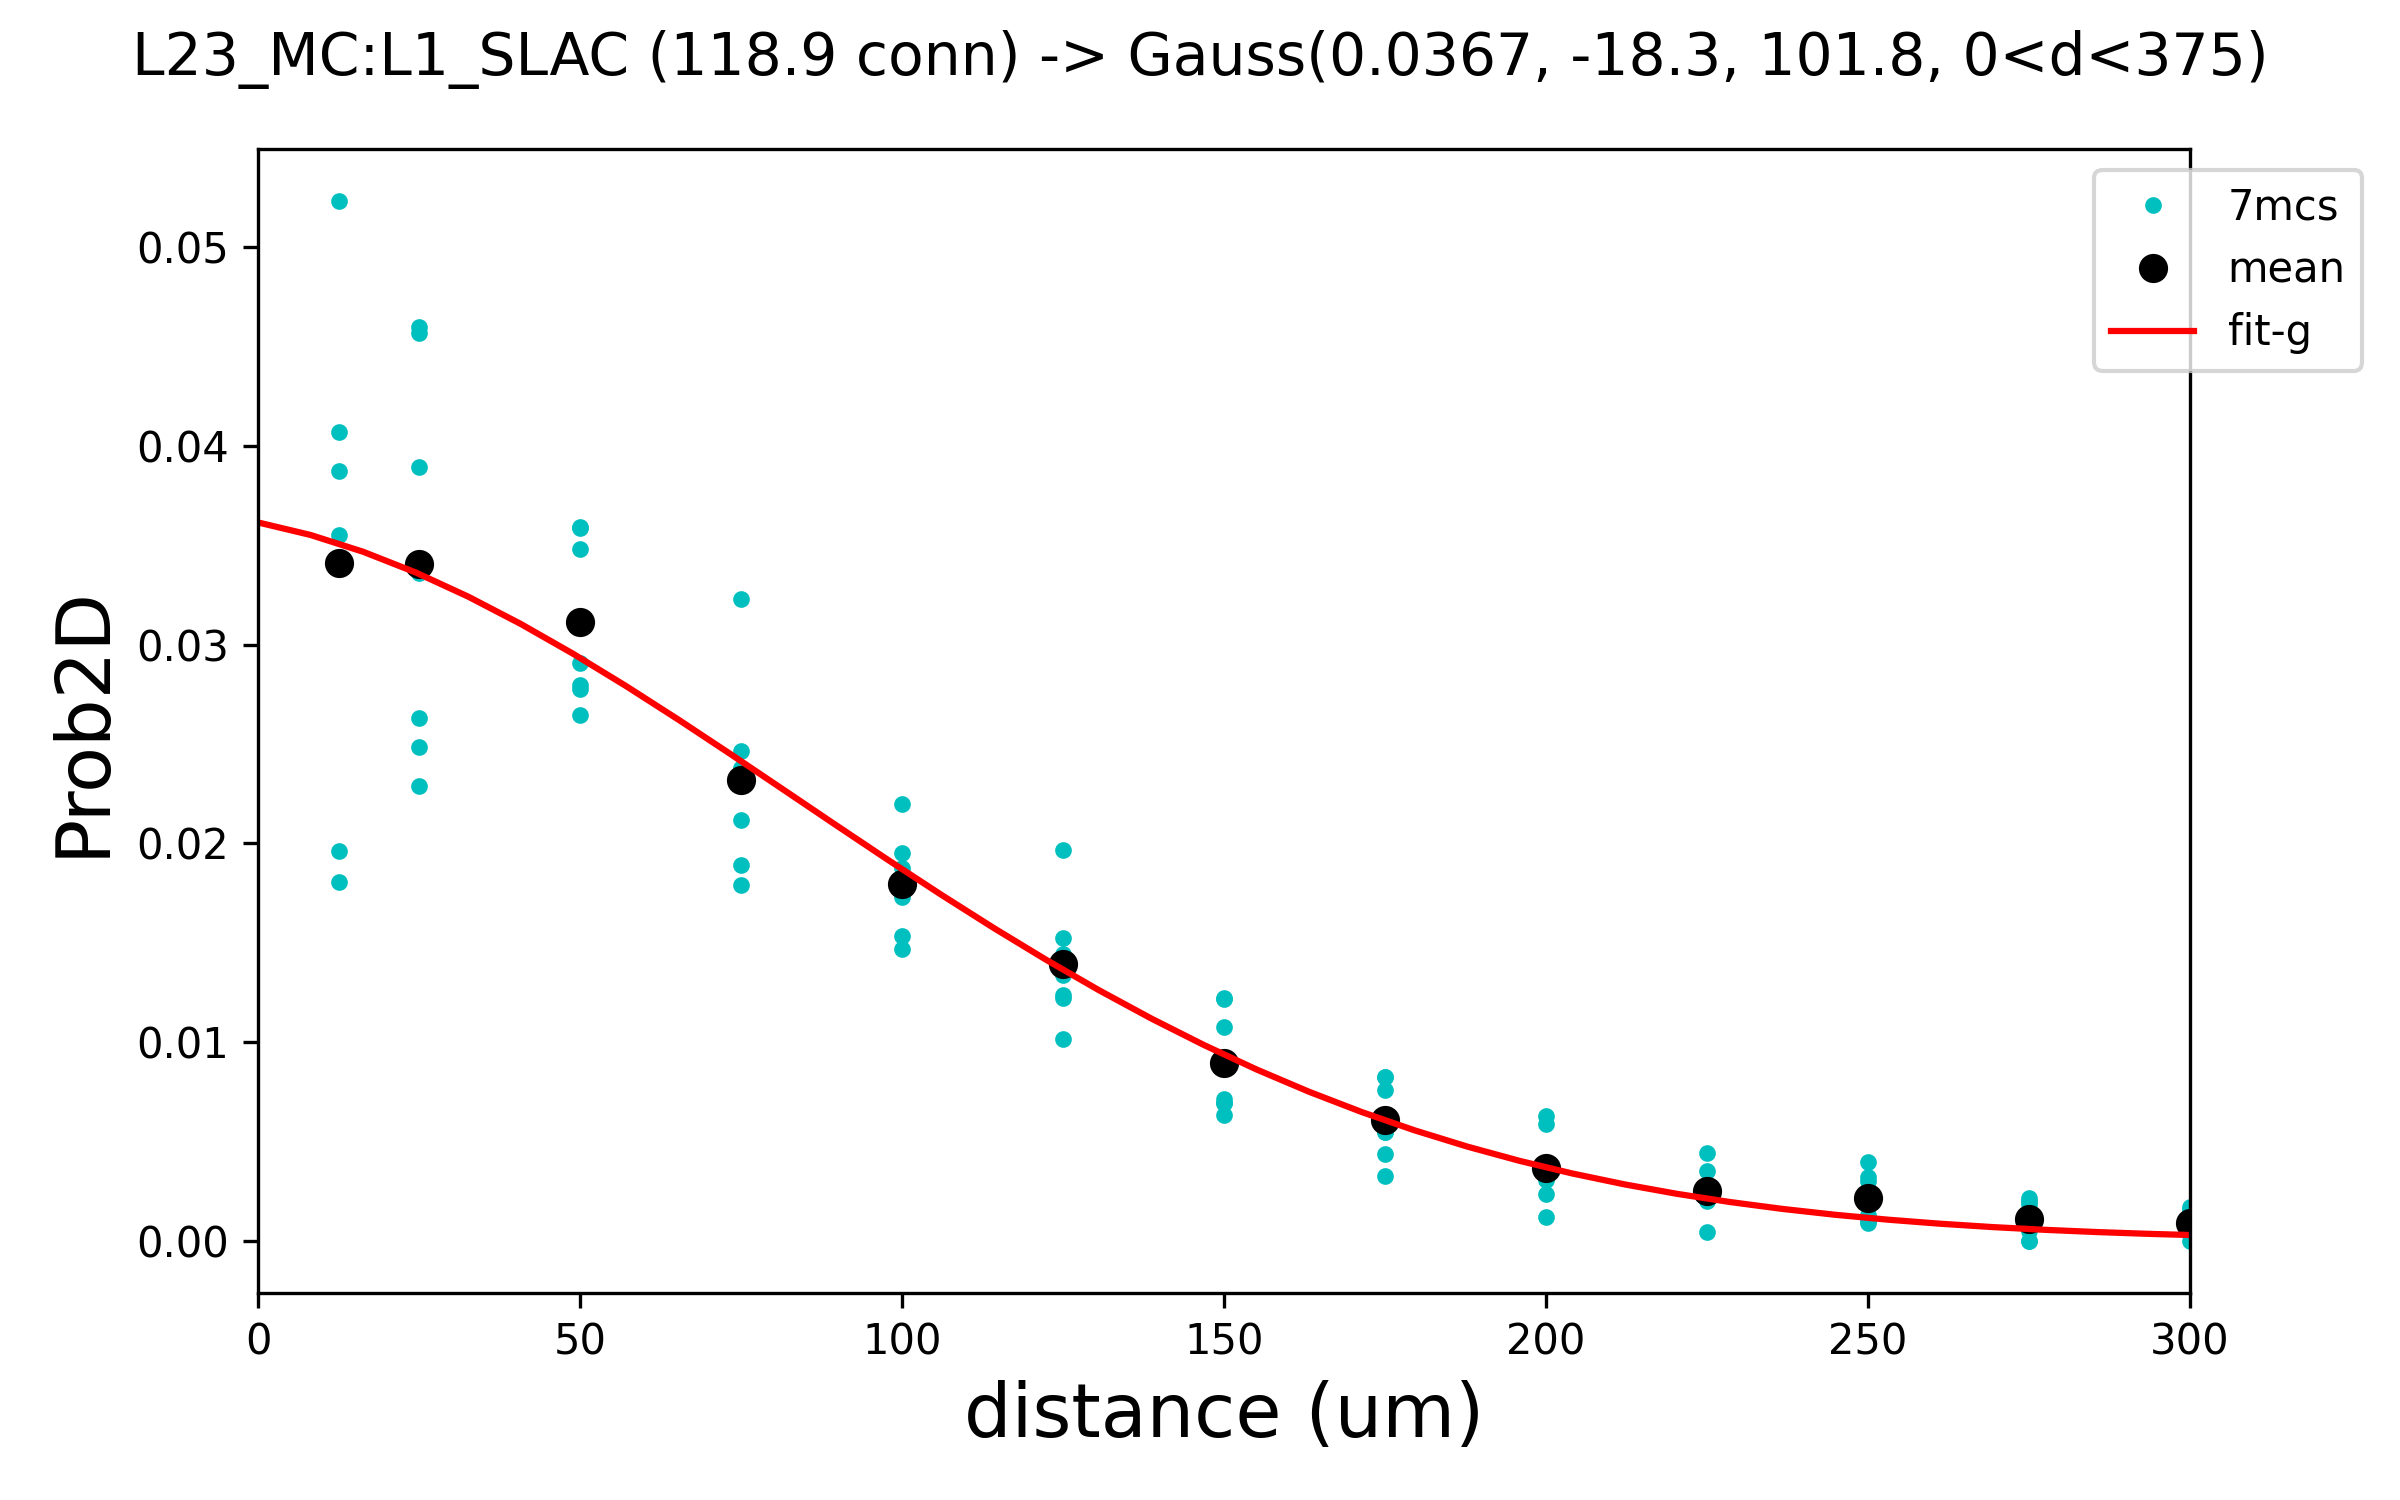 L23_MC:L1_SLAC (118.9 conn) -> Gauss(0.0367, -18.3, 101.8, 0<d<375)
7mcs
mean
fit-g
Prob2D
0.05
0.04
0.03
0.02
0.01
0.00
0 50 100 150 200 250 300
distance (um)